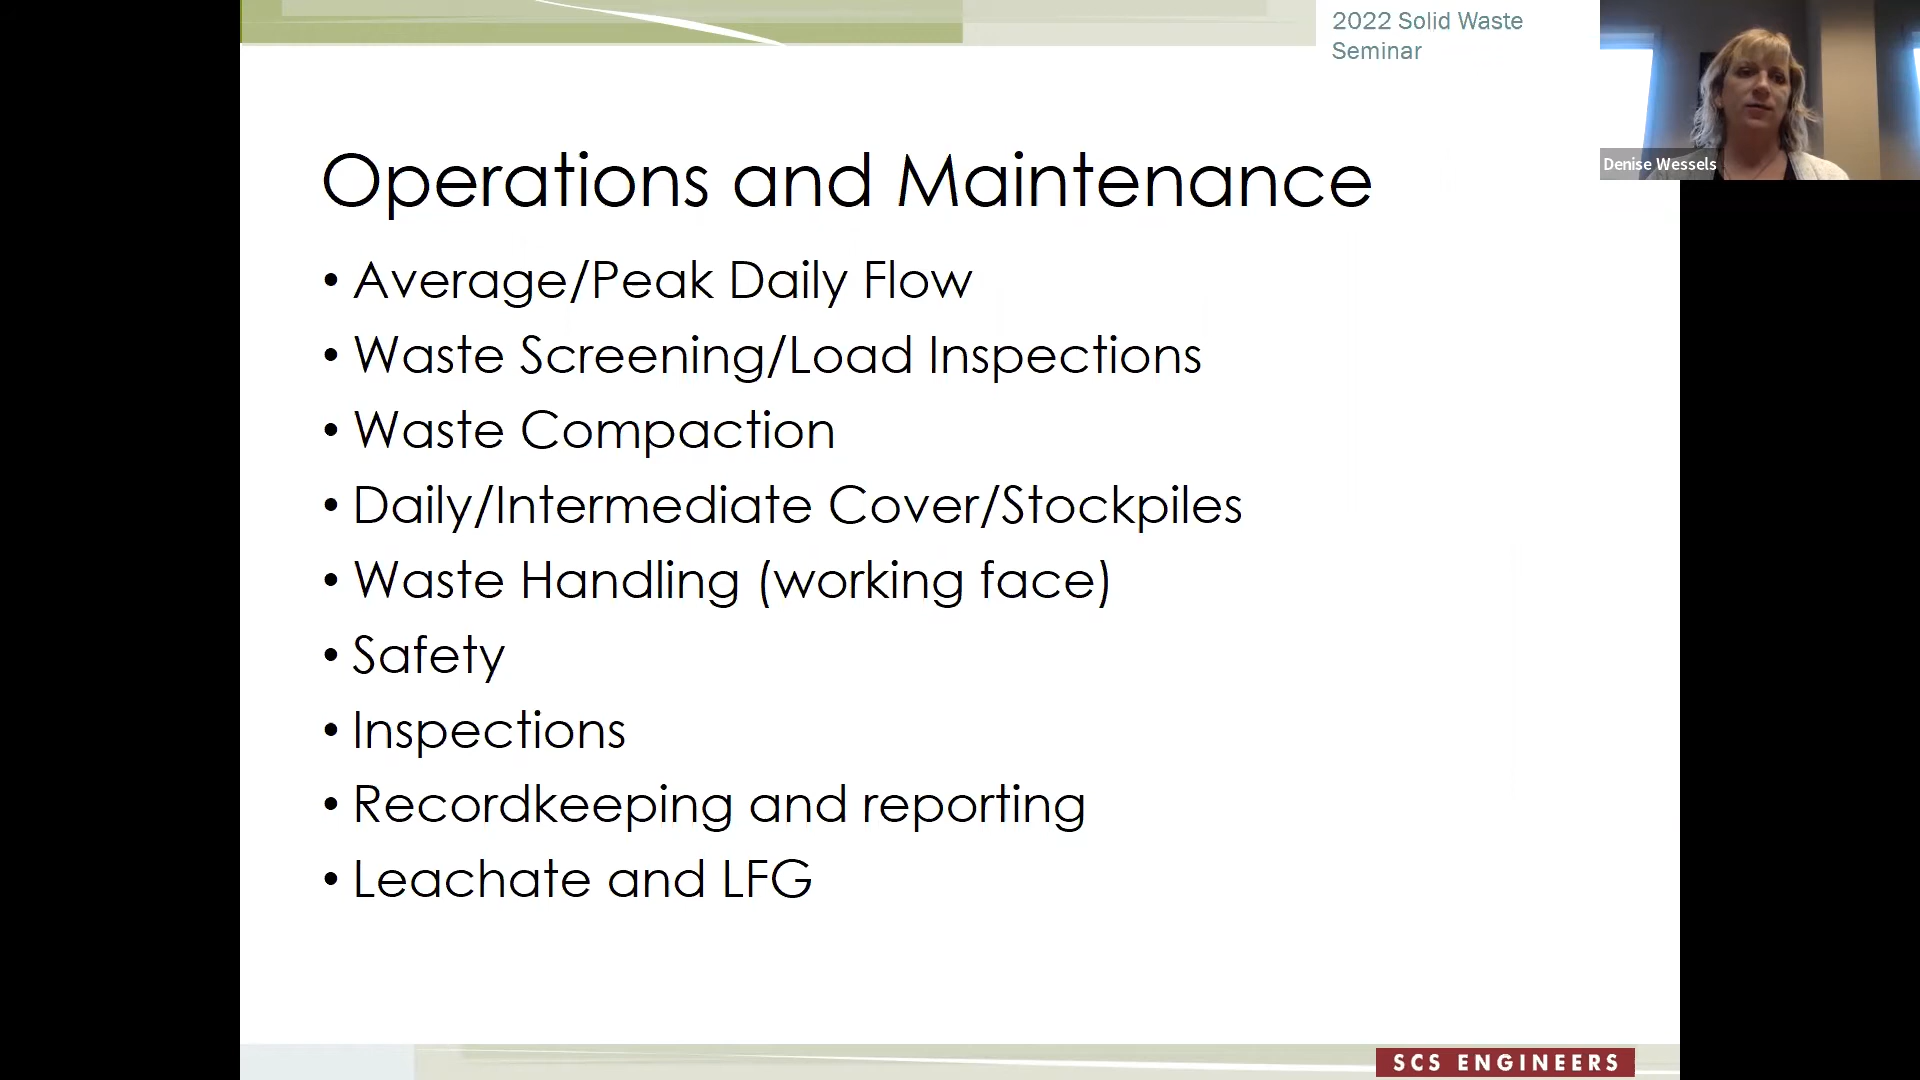 2022 Solid Waste
Seminar
Denise Wessels
Operations and Maintenance
• Average/Peak Daily Flow
• Waste Screening/Load Inspections
• Waste Compaction
• Daily/Intermediate Cover/Stockpiles
• Waste Handling (working face)
• Safety
• Inspections
• Recordkeeping and reporting
• Leachate and LFG
SCS ENGINEERS